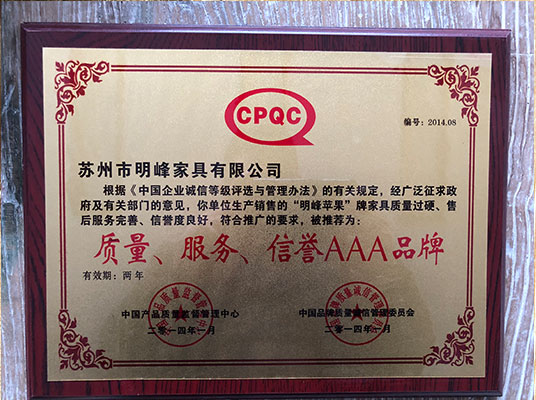 CPQC
编号：2014.08
苏州市明峰家具有限公司
根据《中国企业诚信等级评选与管理办法》的有关规定，经广泛征求政
府及有关部门的意见，你单位生产销售的“明峰苹果”牌家具质量过硬、售
后服务完善、信誉度良好，符合推广的要求，被推荐为：
质量、服务、信誉AAA品牌
有效期：两年
中国产品质量监督管理中心
二零一四年一月
中国品牌质量诚信管理委员会
二零一四年一月